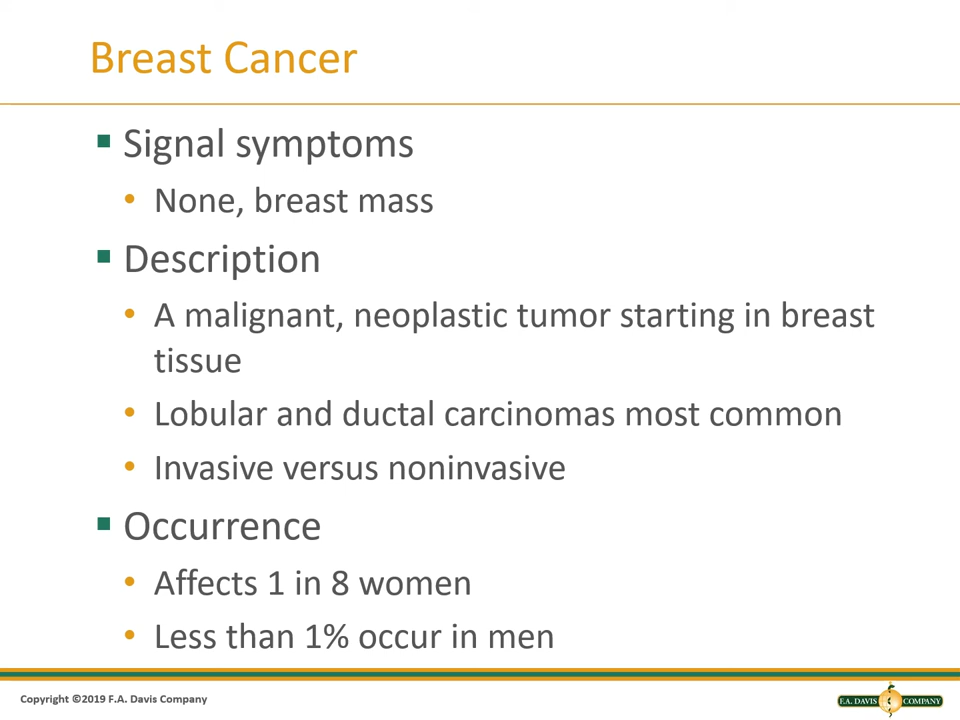 Breast Cancer
Signal symptoms
None, breast mass
Description
A malignant, neoplastic tumor starting in breast
tissue
Lobular and ductal carcinomas most common
Invasive versus noninvasive
Occurrence
Affects 1 in 8 women
Less than 1% occur in men
Copyright ©2019 F.A. Davis Company
F.A. DAVIS COMPANY